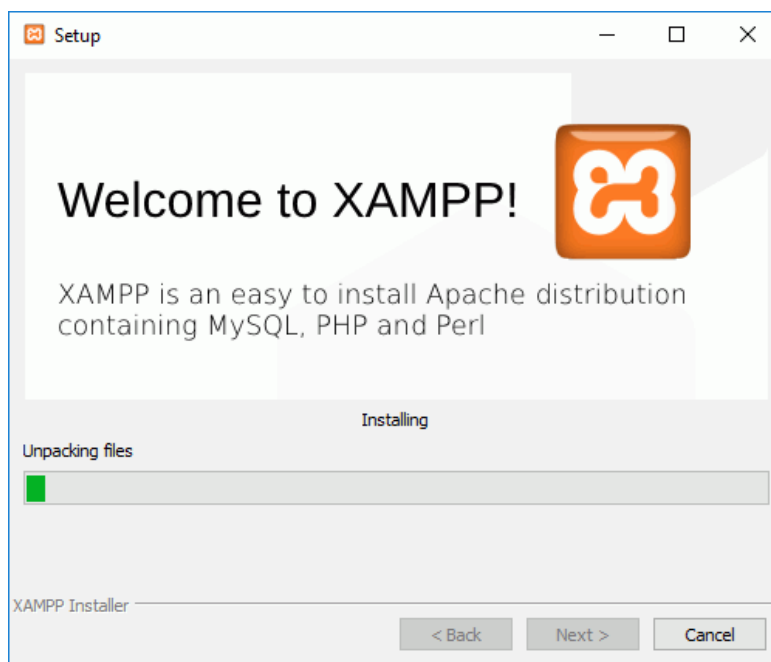 Setup
Welcome to XAMPP!
XAMPP is an easy to install Apache distribution
containing MySQL, PHP and Perl
Installing
Unpacking files
XAMPP Installer
< Back
Next >
Cancel